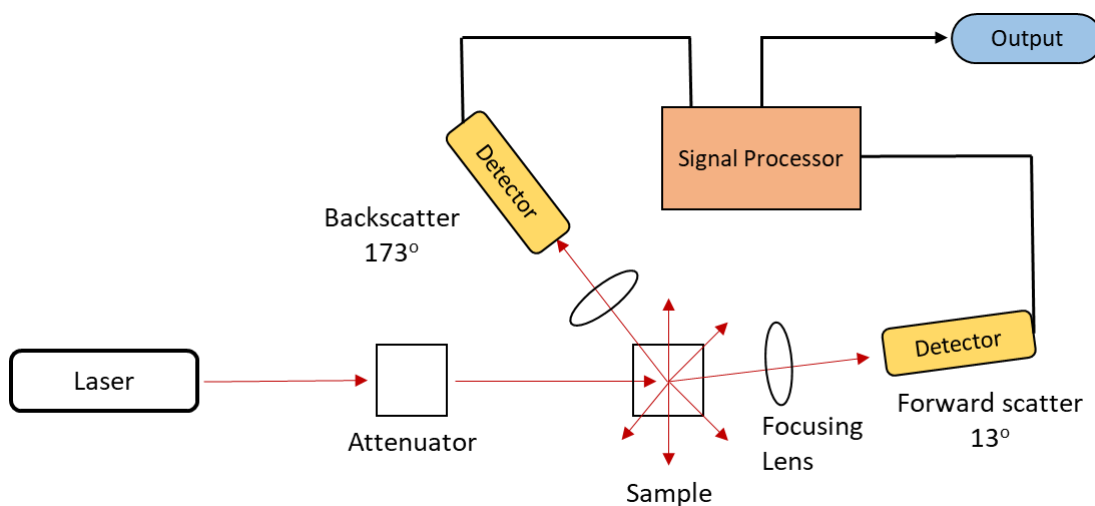 Output
Signal Processor
Detector
Backscatter
173°
Laser
Attenuator
Sample
Focusing
Lens
Detector
Forward scatter
13°